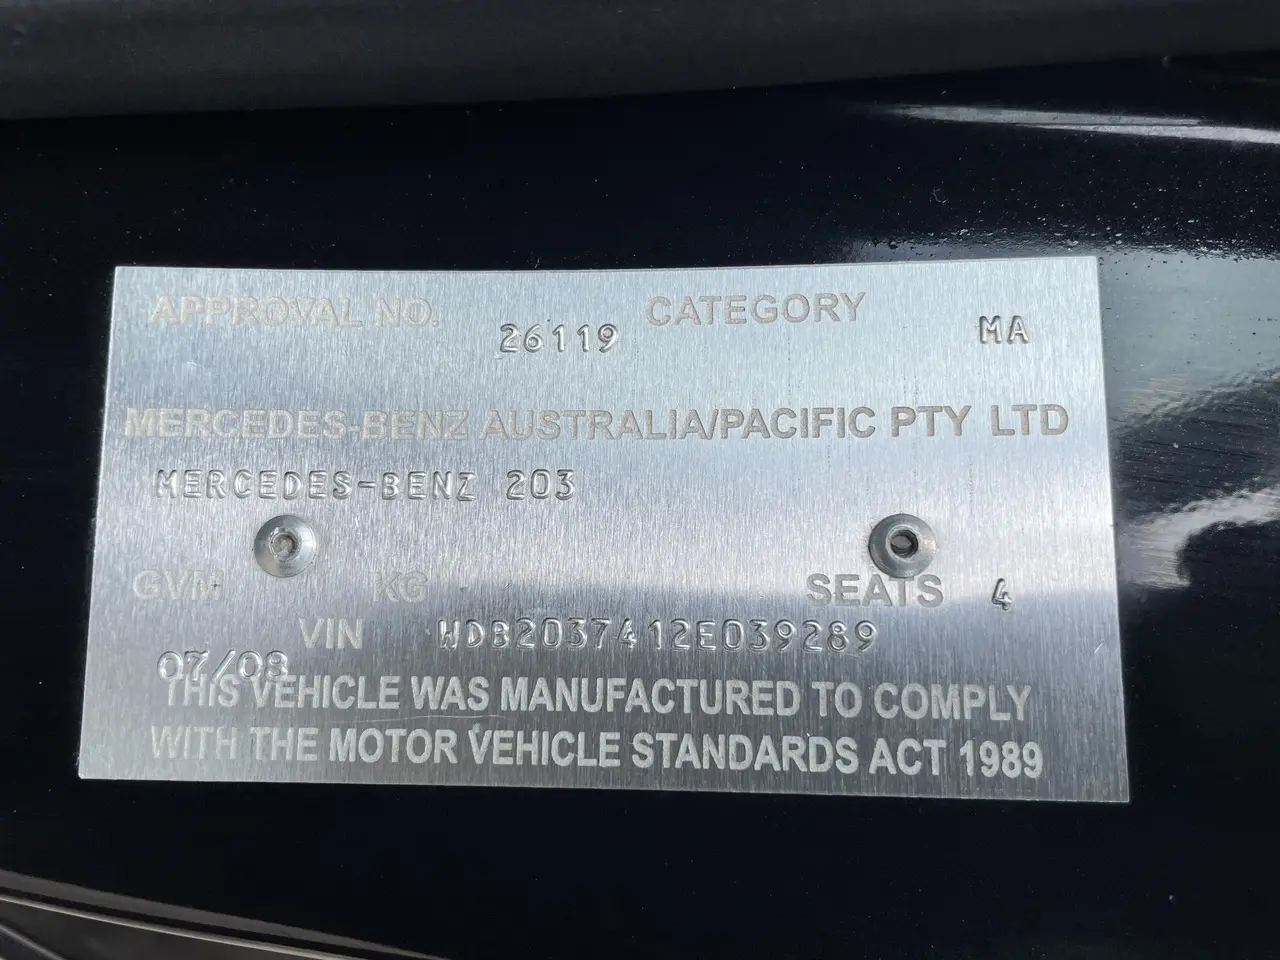 APPROVAL NO. 26119 CATEGORY MA
MERCEDES-BENZ AUSTRALIA/PACIFIC PTY LTD
MERCEDES-BENZ 203
GVM KG SEATS 4
VIN WDB2037412E039289
07/08
THIS VEHICLE WAS MANUFACTURED TO COMPLY
WITH THE MOTOR VEHICLE STANDARDS ACT 1989